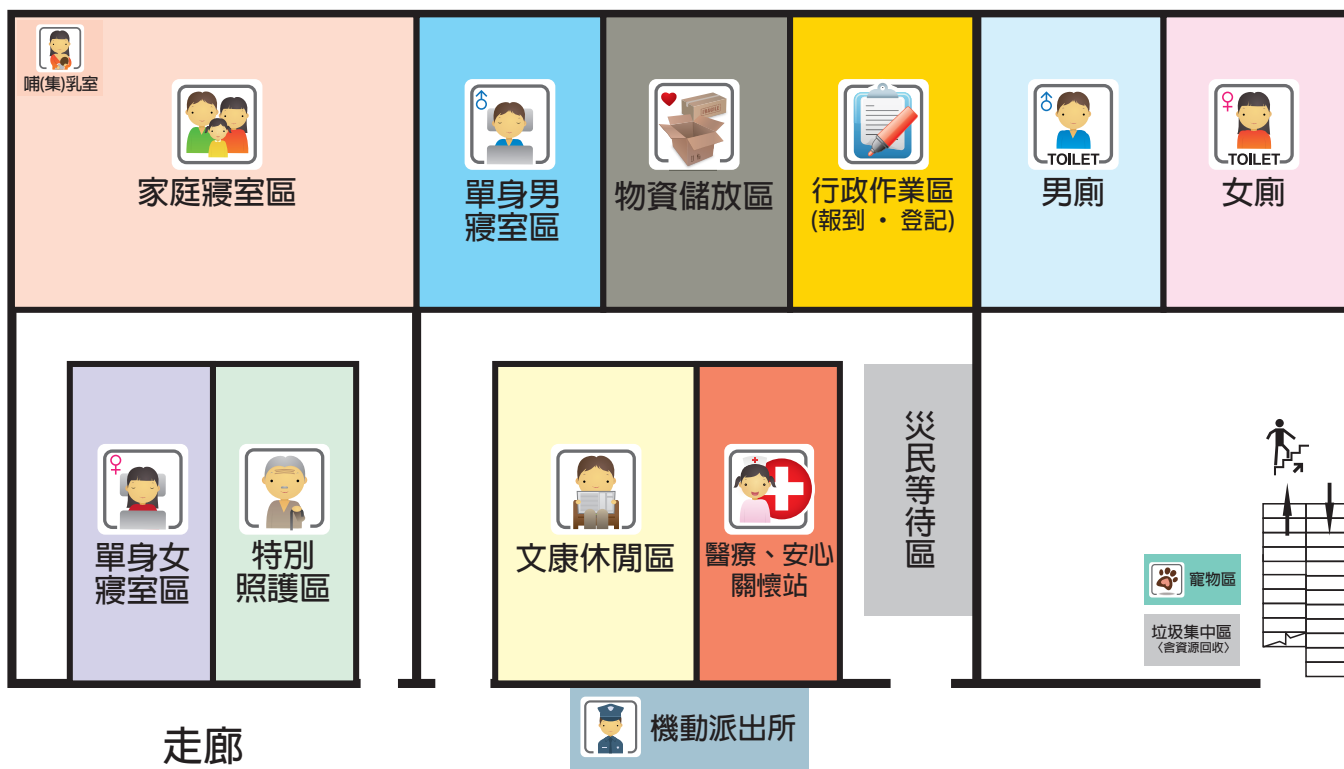 哺(集)乳室
家庭寢室區
單身男
寢室區
物資儲放區
行政作業區
(報到 ・ 登記)
TOILET
男廁
TOILET
女廁
單身女
寢室區
特別
照護區
文康休閒區
醫療、安心
關懷站
災民等待區
寵物區
垃圾集中區
〈含資源回收〉
機動派出所
走廊